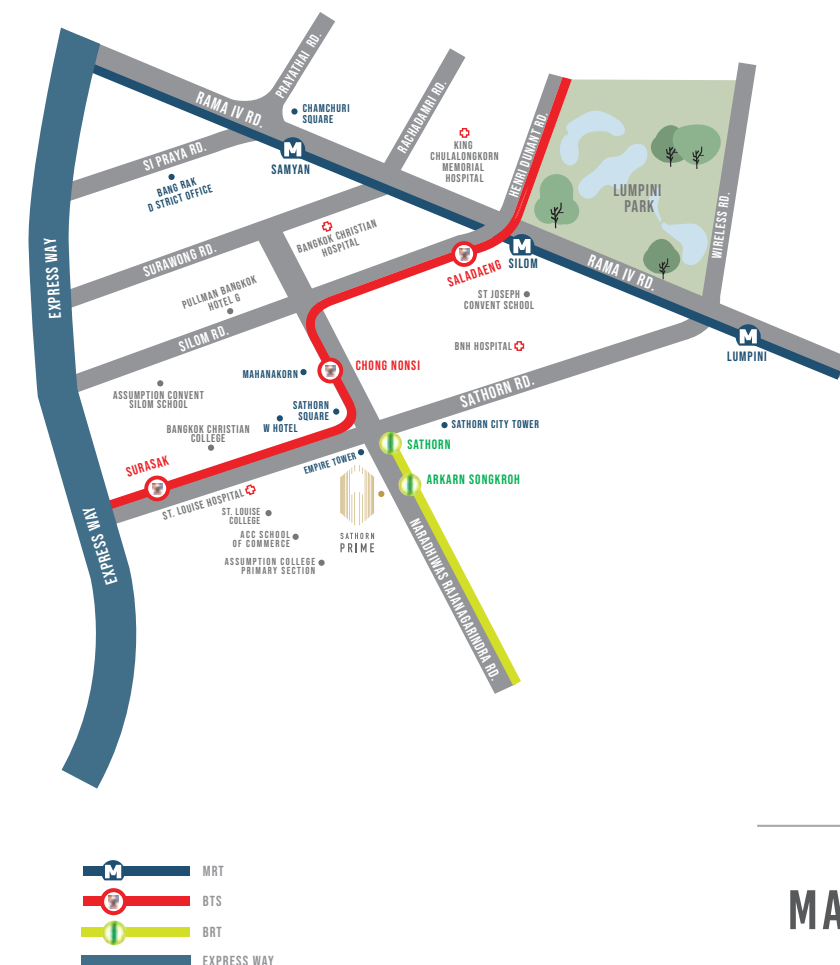 PRAYATHAI RD.
RAMA IV RD.
CHAMCHURI
SQUARE
RACHADAMRI RD.
HENRI DUNANT RD.
KING
CHULALONGKORN
MEMORIAL
HOSPITAL
SI PRAYA RD.
M
SAMYAN
BANG RAK
D STRICT OFFICE
LUMPINI
PARK
WIRELESS RD.
EXPRESS WAY
SURAWONG RD.
BANGKOK CHRISTIAN
HOSPITAL
M
SILOM
SALADAENG
RAMA IV RD.
PULLMAN BANGKOK
HOTEL G
ST JOSEPH
CONVENT SCHOOL
SILOM RD.
M
LUMPINI
BNH HOSPITAL
MAHANAKORN
CHONG NONSI
ASSUMPTION CONVENT
SILOM SCHOOL
SATHORN RD.
SATHORN
SQUARE
W HOTEL
BANGKOK CHRISTIAN
COLLEGE
SATHORN CITY TOWER
SATHORN
SURASAK
EMPIRE TOWER
ARKARN SONGKROH
ST. LOUISE HOSPITAL
EXPRESS WAY
ST. LOUISE
COLLEGE
ACC SCHOOL
OF COMMERCE
SATHORN
PRIME
ASSUMPTION COLLEGE
PRIMARY SECTION
NARADHIWAS RAJANAGARINDRA RD.
M
MRT
BTS
BRT
EXPRESS WAY
MA